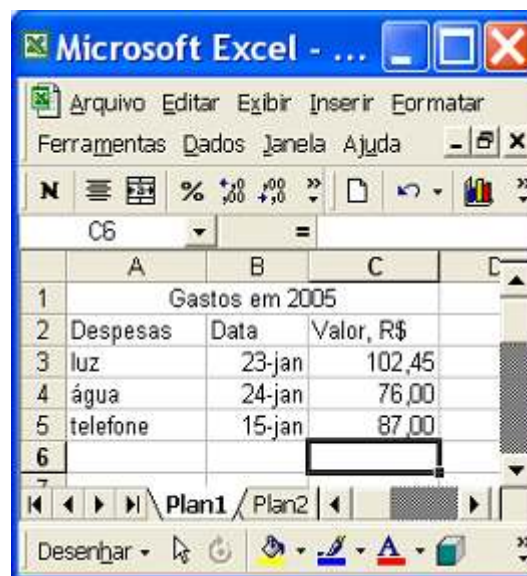 Microsoft Excel - ...
Arquivo Editar Exibir Inserir Formatar
Ferramentas Dados Janela Ajuda
N % ,00 ,00
C6 =
A B C D
1 Gastos em 2005
2 Despesas Data Valor, R$
3 luz 23-jan 102,45
4 água 24-jan 76,00
5 telefone 15-jan 87,00
6
Plan1 Plan2
Desenhar A